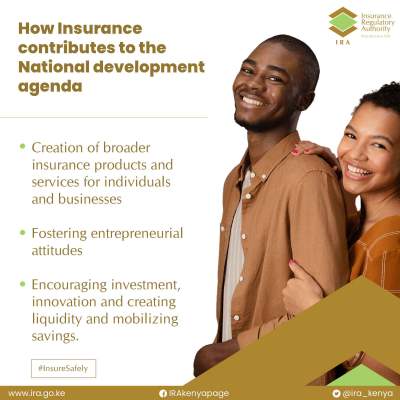 How Insurance
contributes to the
National development
agenda
Insurance
Regulatory
Authority
IRA
Creation of broader
insurance products and
services for individuals
and businesses
Fostering entrepreneurial
attitudes
Encouraging investment,
innovation and creating
liquidity and mobilizing
savings.
#InsureSafely
www.ira.go.ke
IRAkenyapage
@ira_kenya